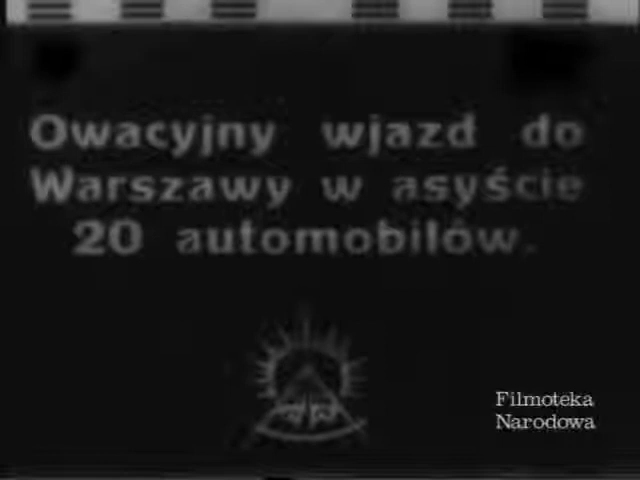 Owacyjny wjazd do
Warszawy w asyście
20 automobilów.
Filmoteka
Narodowa